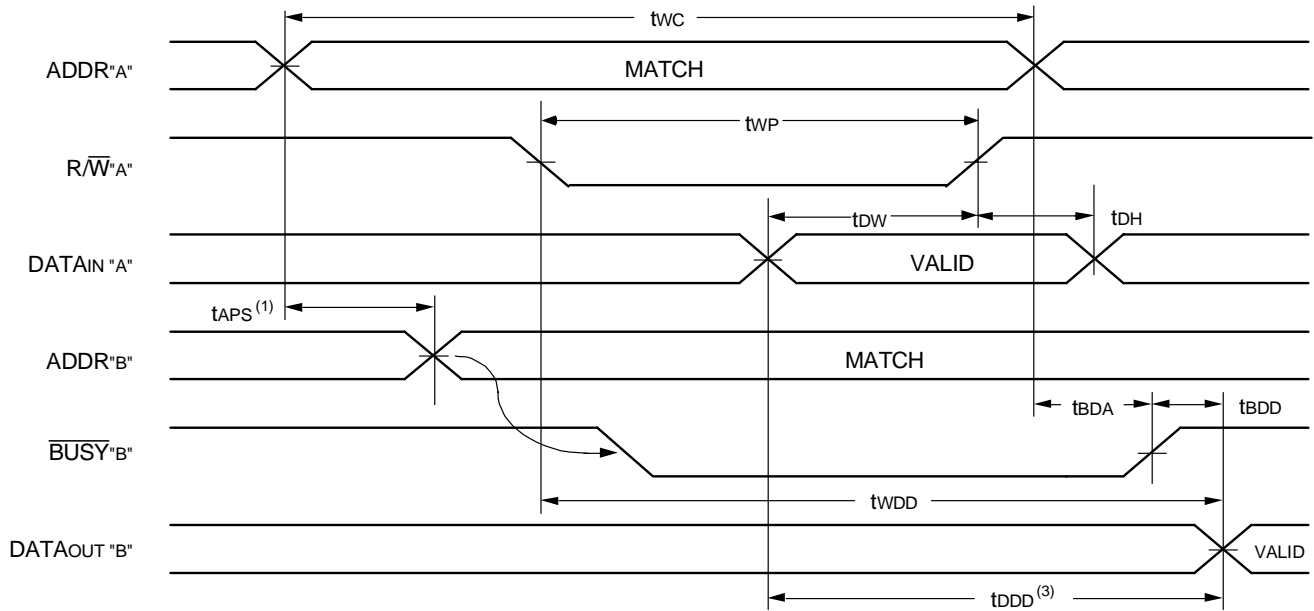 tWC
ADDR"A"
MATCH
tWP
R/W̅"A"
tDW
tDH
DATAIN "A"
VALID
tAPS (1)
ADDR"B"
MATCH
tBDA
tBDD
B̅U̅S̅Y̅"B"
tWDD
DATAOUT "B"
VALID
tDDD (3)